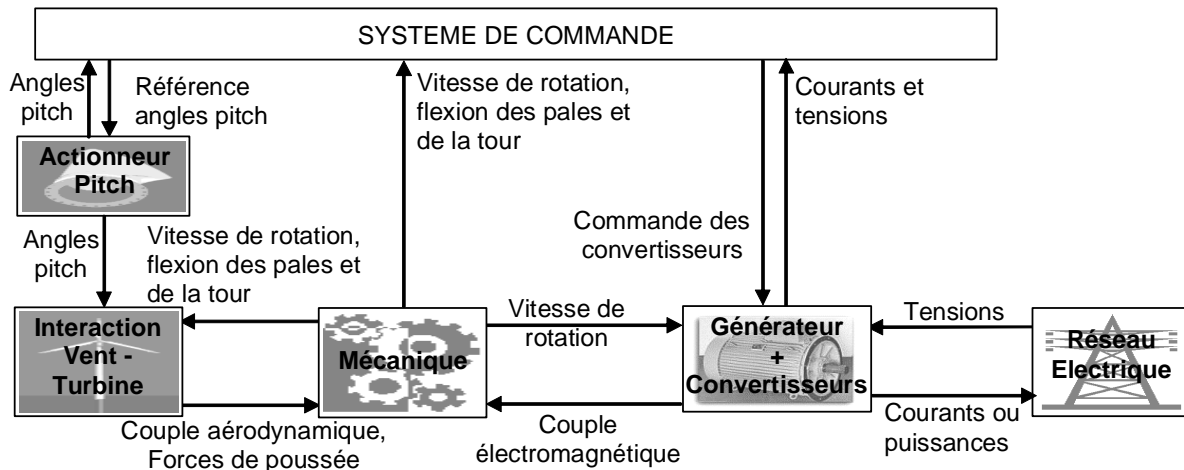 SYSTEME DE COMMANDE
Angles
pitch
Référence
angles pitch
Vitesse de rotation,
flexion des pales et
de la tour
Courants et
tensions
Actionneur
Pitch
Angles
pitch
Vitesse de rotation,
flexion des pales et
de la tour
Commande des
convertisseurs
Interaction
Vent -
Turbine
Mécanique
Vitesse de
rotation
Générateur
+
Convertisseurs
Tensions
Réseau
Electrique
Couple aérodynamique,
Forces de poussée
Couple
électromagnétique
Courants ou
puissances